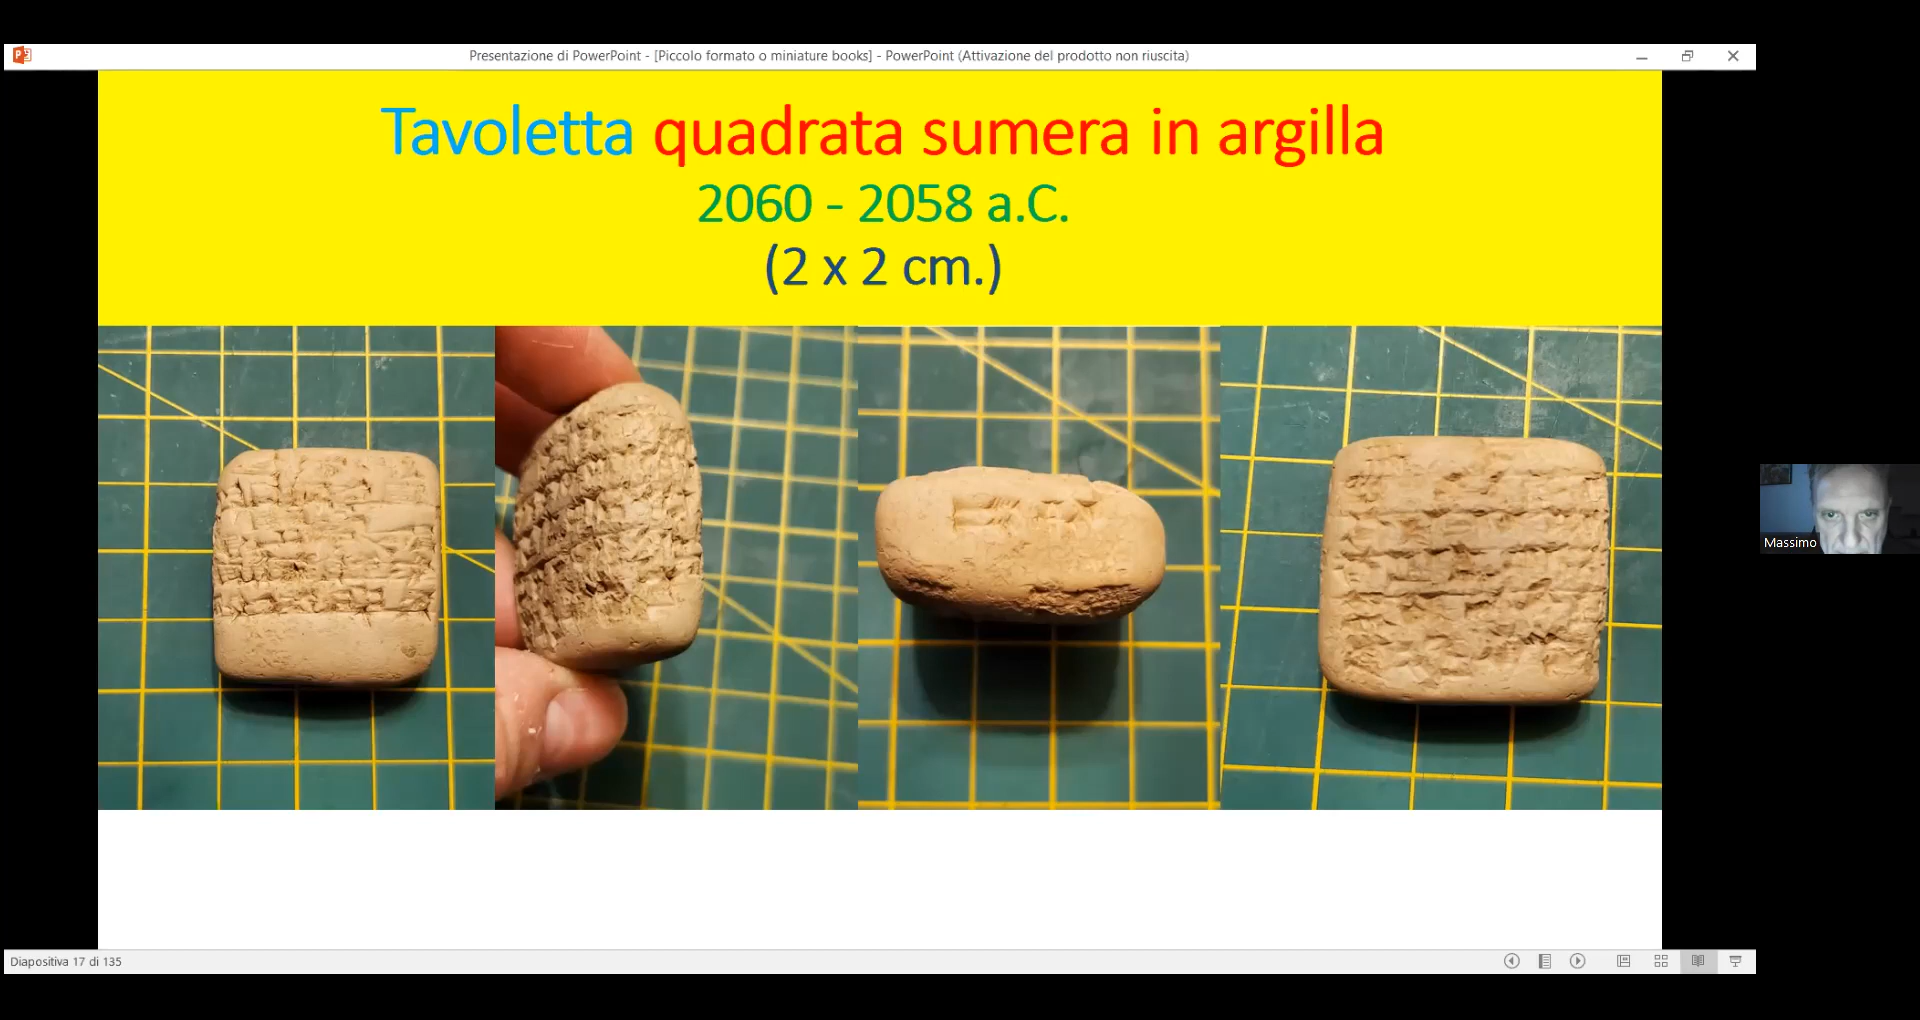 Presentazione di PowerPoint - [Piccolo formato o miniature books] - PowerPoint (Attivazione del prodotto non riuscita)
Tavoletta quadrata sumera in argilla
2060 - 2058 a.C.
(2 x 2 cm.)
Massimo
Diapositiva 17 di 135